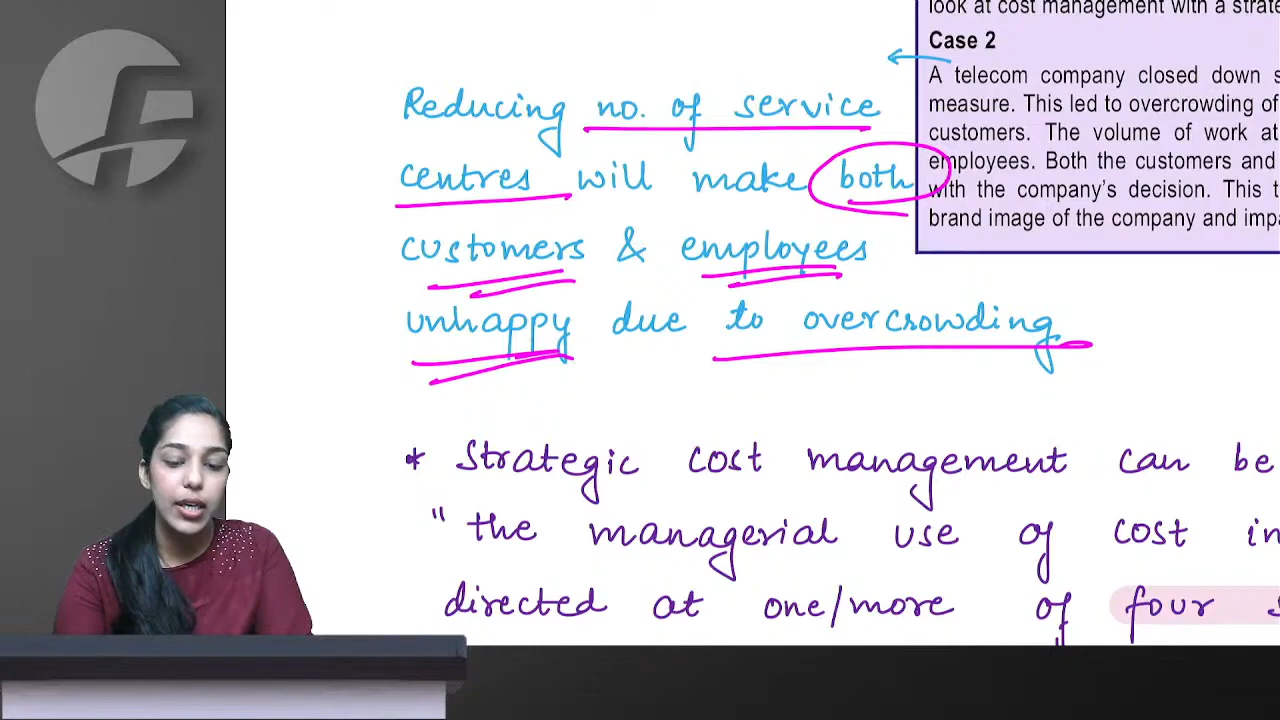 look at cost management with a
Case 2
A telecom company closed down
measure. This led to overcrowding of
customers. The volume of work at
employees. Both the customers and
with the company's decision. This
brand image of the company and
Reducing no. of service
centres will make both
customers & employees
unhappy due to overcrowding
* Strategic cost management can be
" the managerial use of cost
directed at one/more of four